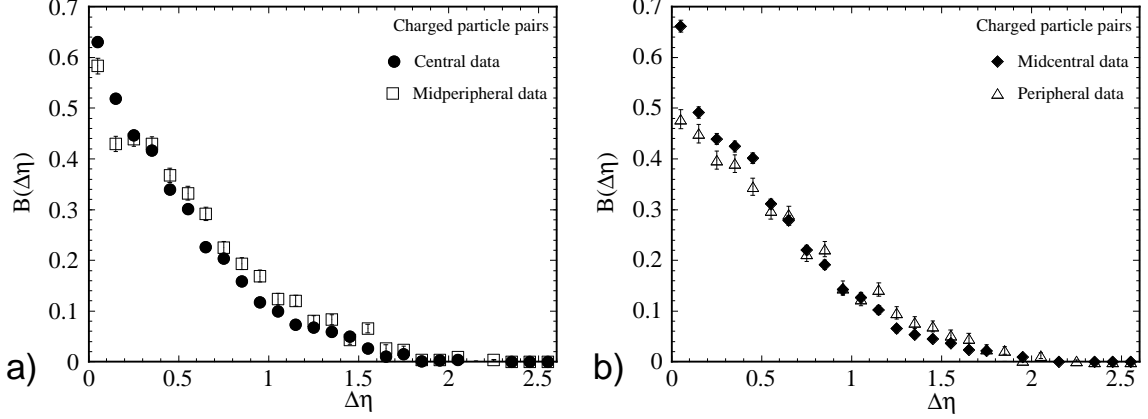 0.7
0.6
0.5
0.4
0.3
0.2
0.1
0
B(Δη)
Charged particle pairs
Central data
Midperipheral data
0 0.5 1 1.5 2 2.5
Δη
a)
0.7
0.6
0.5
0.4
0.3
0.2
0.1
0
B(Δη)
Charged particle pairs
Midcentral data
Peripheral data
0 0.5 1 1.5 2 2.5
Δη
b)